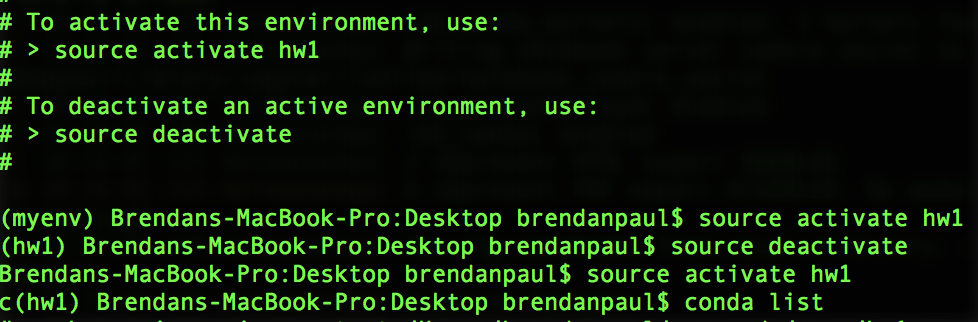 # To activate this environment, use:
# > source activate hw1
#
# To deactivate an active environment, use:
# > source deactivate
#
(myenv) Brendans-MacBook-Pro:Desktop brendanpaul$ source activate hw1
(hw1) Brendans-MacBook-Pro:Desktop brendanpaul$ source deactivate
Brendans-MacBook-Pro:Desktop brendanpaul$ source activate hw1
c(hw1) Brendans-MacBook-Pro:Desktop brendanpaul$ conda list